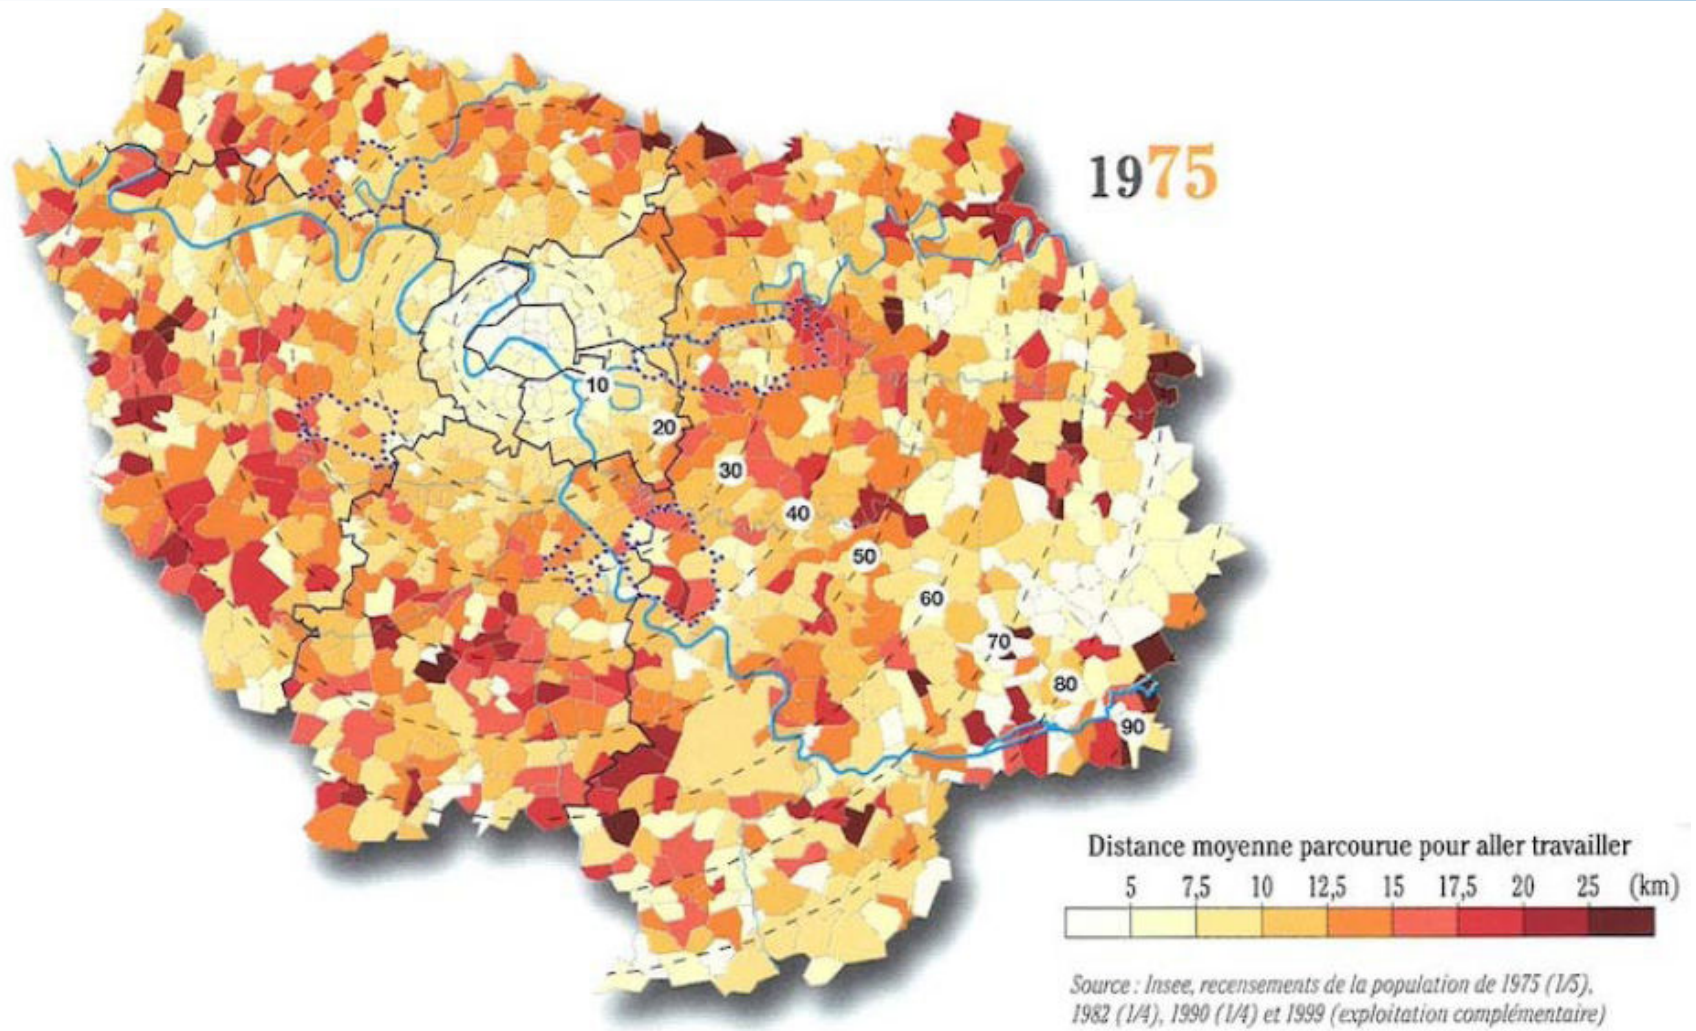 1975
10
20
30
40
50
60
70
80
90
Distance moyenne parcourue pour aller travailler
5 7,5 10 12,5 15 17,5 20 25 (km)
Source : Insee, recensements de la population de 1975 (1/5),
1982 (1/4), 1990 (1/4) et 1999 (exploitation complémentaire)